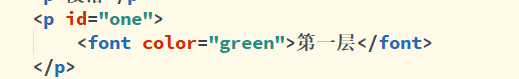 <p id="one">
<font color="green">第一层</font>
</p>